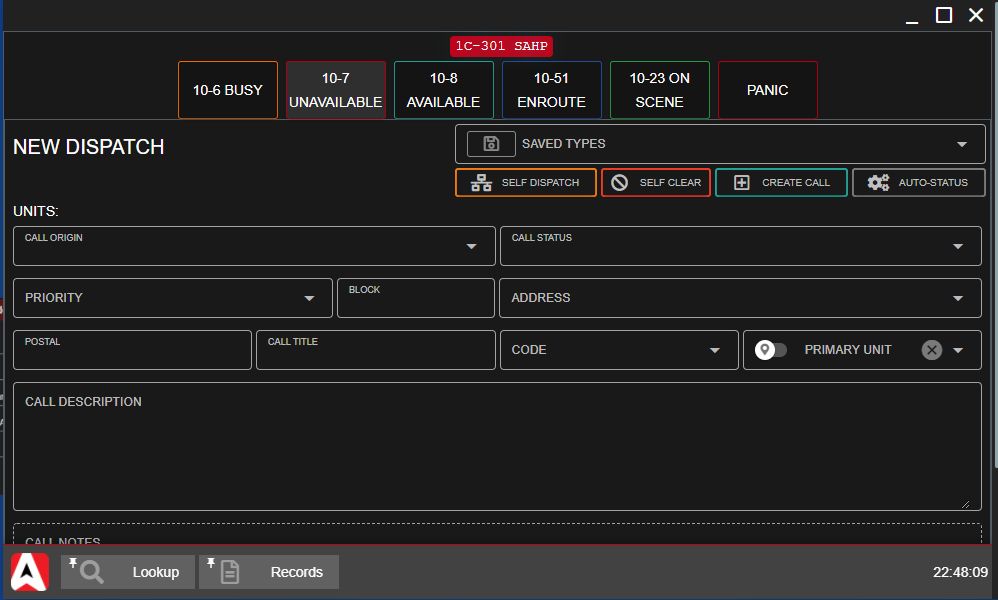 1C-301 SAHP
10-6 BUSY
10-7
UNAVAILABLE
10-8
AVAILABLE
10-51
ENROUTE
10-23 ON
SCENE
PANIC
NEW DISPATCH
SAVED TYPES
SELF DISPATCH
SELF CLEAR
CREATE CALL
AUTO-STATUS
UNITS:
CALL ORIGIN
CALL STATUS
PRIORITY
BLOCK
ADDRESS
POSTAL
CALL TITLE
CODE
PRIMARY UNIT
CALL DESCRIPTION
CALL NOTES
Lookup
Records
22:48:09